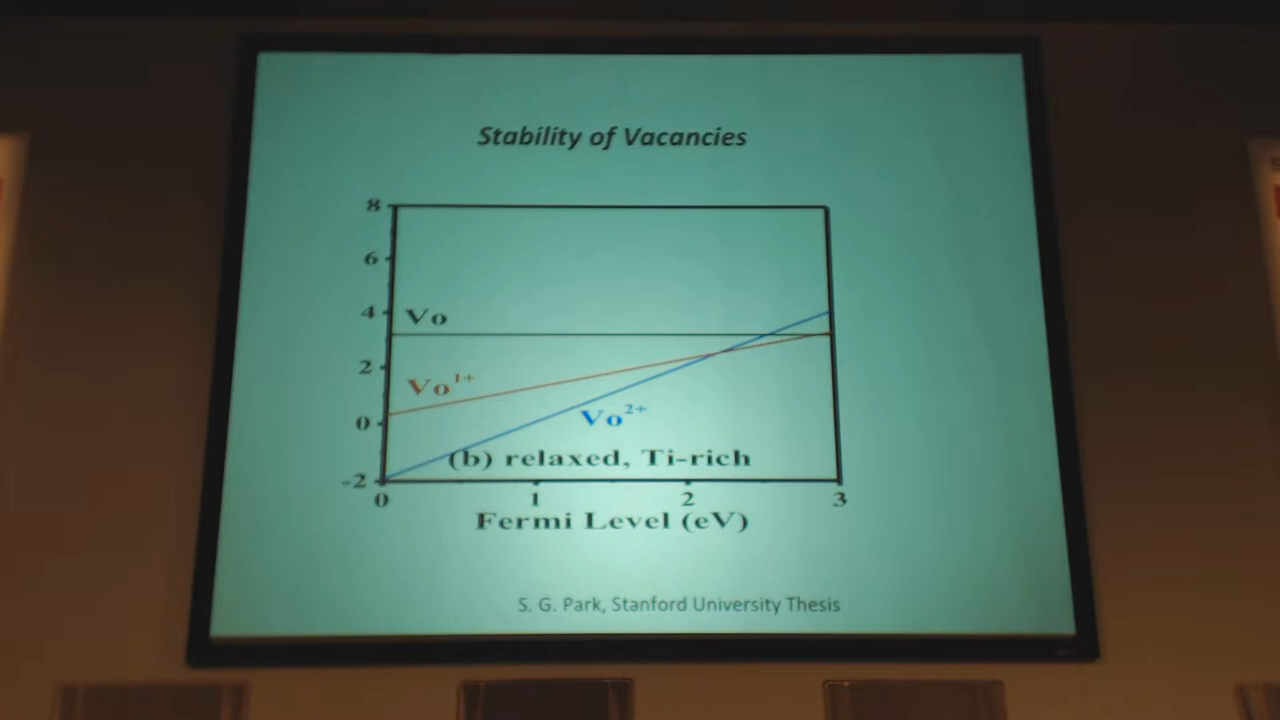 Stability of Vacancies
8
6
4
2
0
-2
Vo
Vo1+
Vo2+
(b) relaxed, Ti-rich
0 1 2 3
Fermi Level (eV)
S. G. Park, Stanford University Thesis